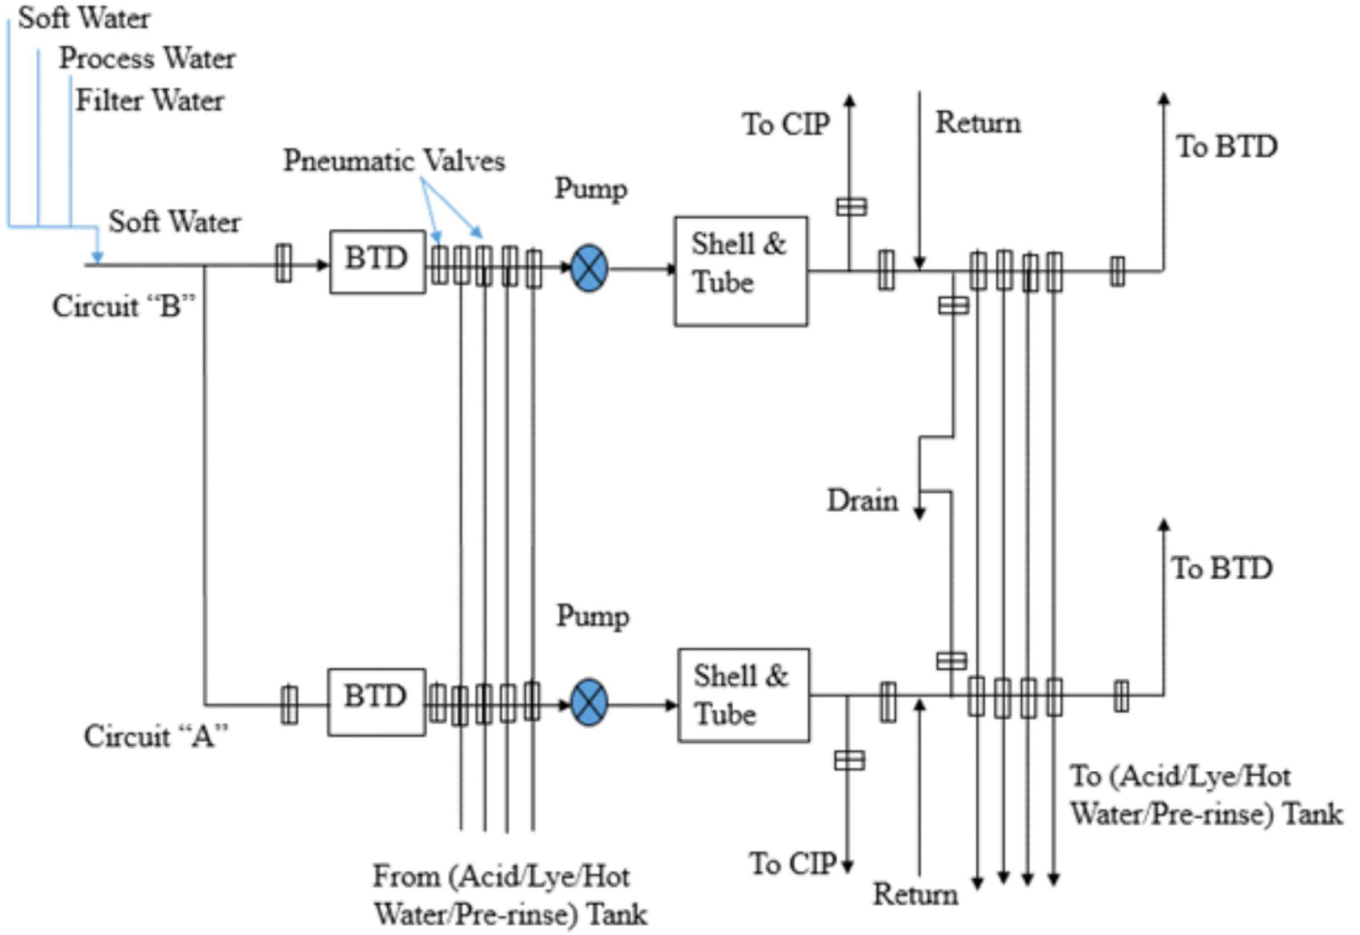 Soft Water
Process Water
Filter Water
To CIP
Return
To BTD
Pneumatic Valves
Pump
Soft Water
BTD
Shell &
Tube
Circuit “B”
Drain
To BTD
Pump
BTD
Shell &
Tube
Circuit “A”
To (Acid/Lye/Hot
Water/Pre-rinse) Tank
To CIP
Return
From (Acid/Lye/Hot
Water/Pre-rinse) Tank